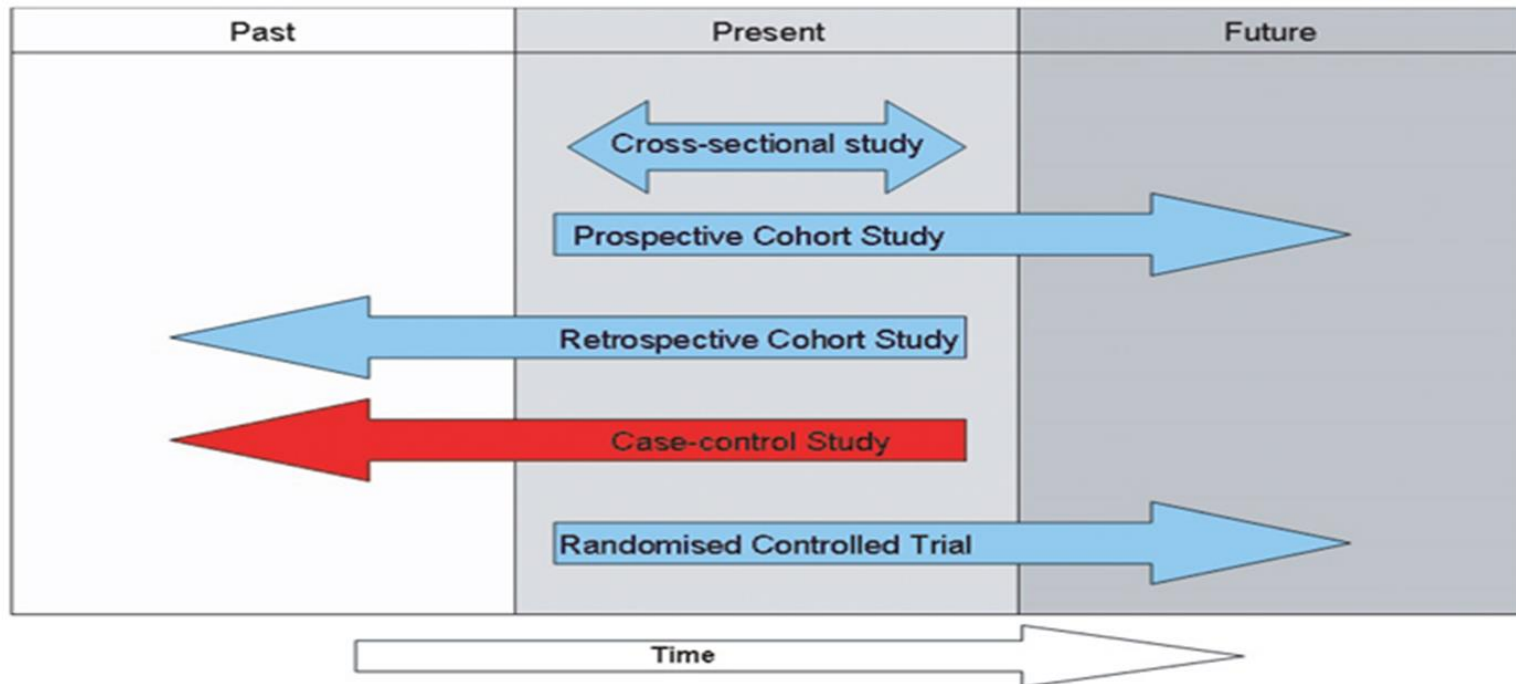 Past
Present
Future
Cross-sectional study
Prospective Cohort Study
Retrospective Cohort Study
Case-control Study
Randomised Controlled Trial
Time